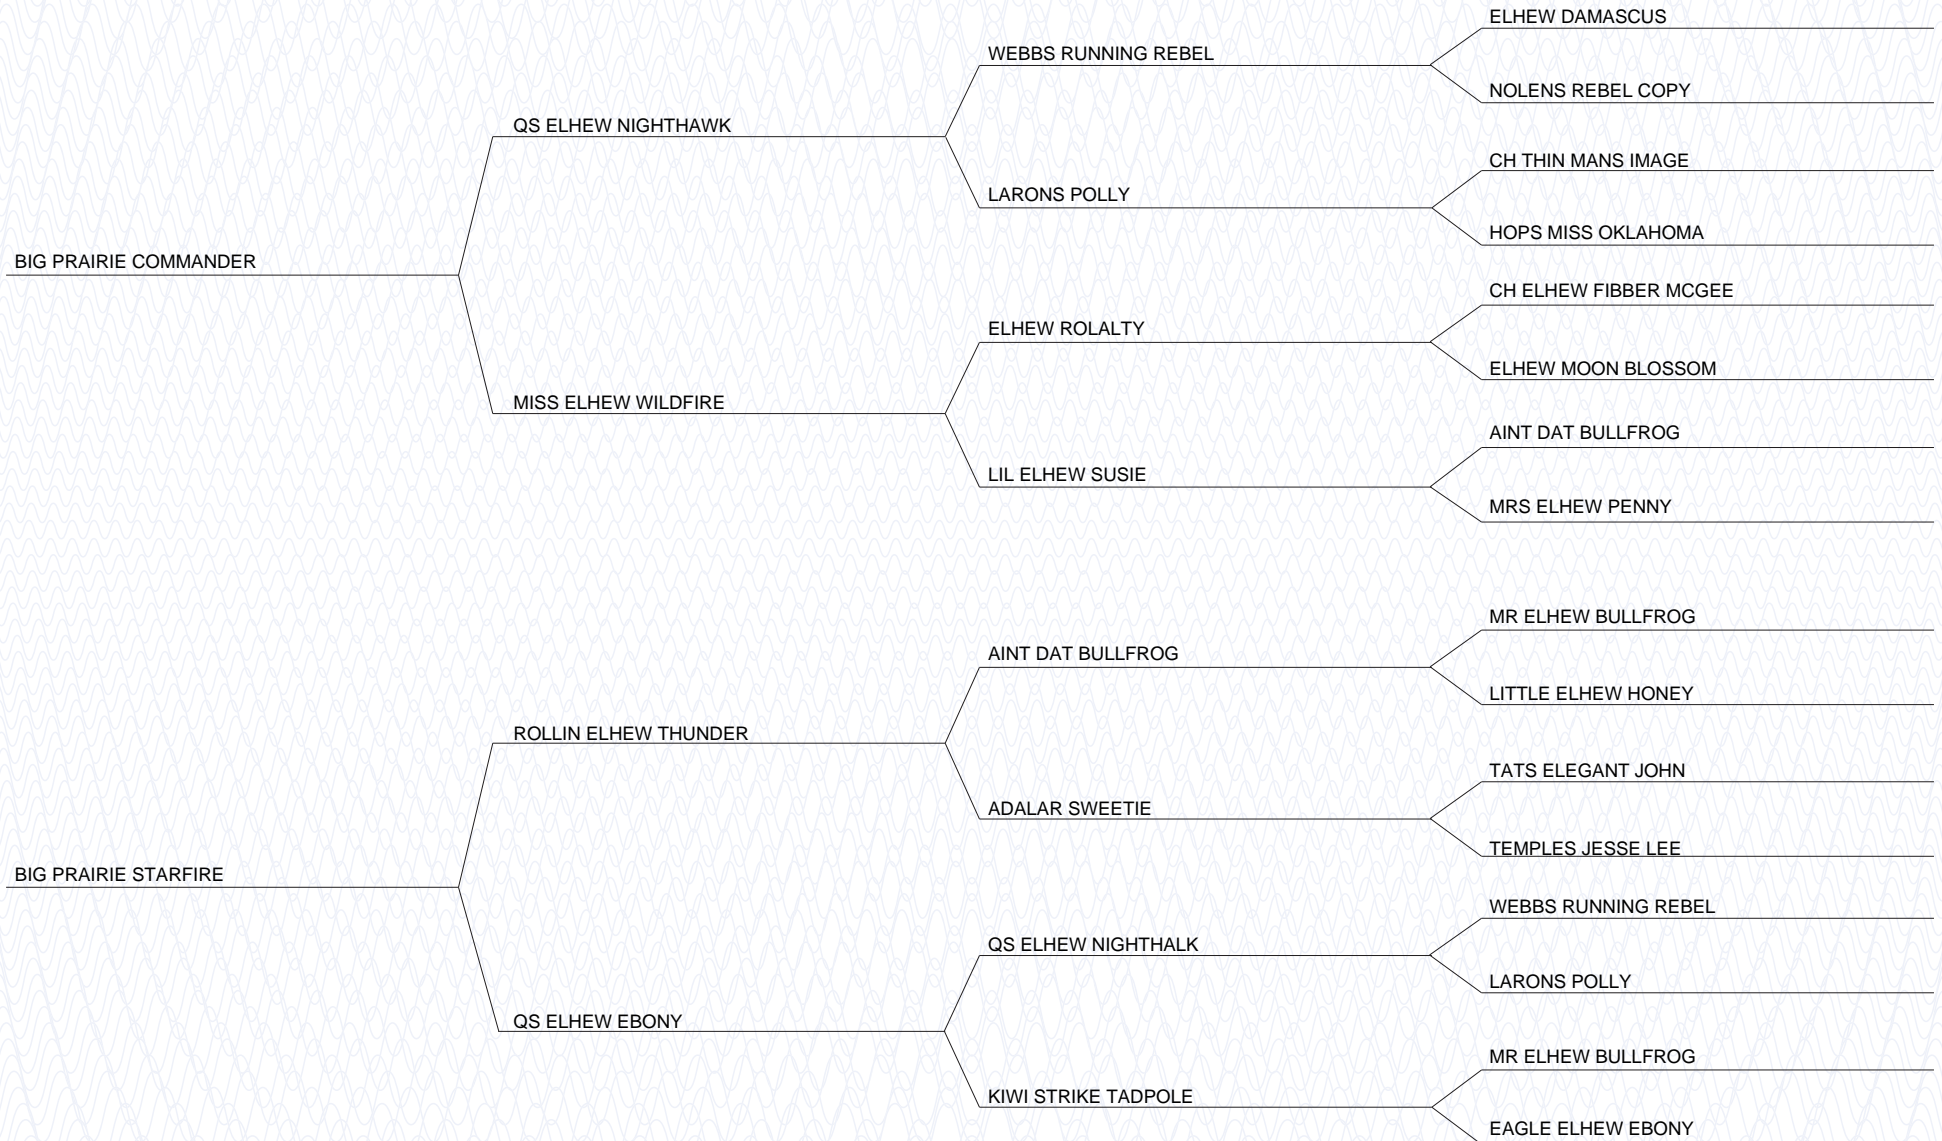 ELHEW DAMASCUS
WEBBS RUNNING REBEL
NOLENS REBEL COPY
QS ELHEW NIGHTHAWK
CH THIN MANS IMAGE
LARONS POLLY
HOPS MISS OKLAHOMA
BIG PRAIRIE COMMANDER
CH ELHEW FIBBER MCGEE
ELHEW ROLALTY
ELHEW MOON BLOSSOM
MISS ELHEW WILDFIRE
AINT DAT BULLFROG
LIL ELHEW SUSIE
MRS ELHEW PENNY
MR ELHEW BULLFROG
AINT DAT BULLFROG
LITTLE ELHEW HONEY
ROLLIN ELHEW THUNDER
TATS ELEGANT JOHN
ADALAR SWEETIE
TEMPLES JESSE LEE
BIG PRAIRIE STARFIRE
WEBBS RUNNING REBEL
QS ELHEW NIGHTHALK
LARONS POLLY
QS ELHEW EBONY
MR ELHEW BULLFROG
KIWI STRIKE TADPOLE
EAGLE ELHEW EBONY